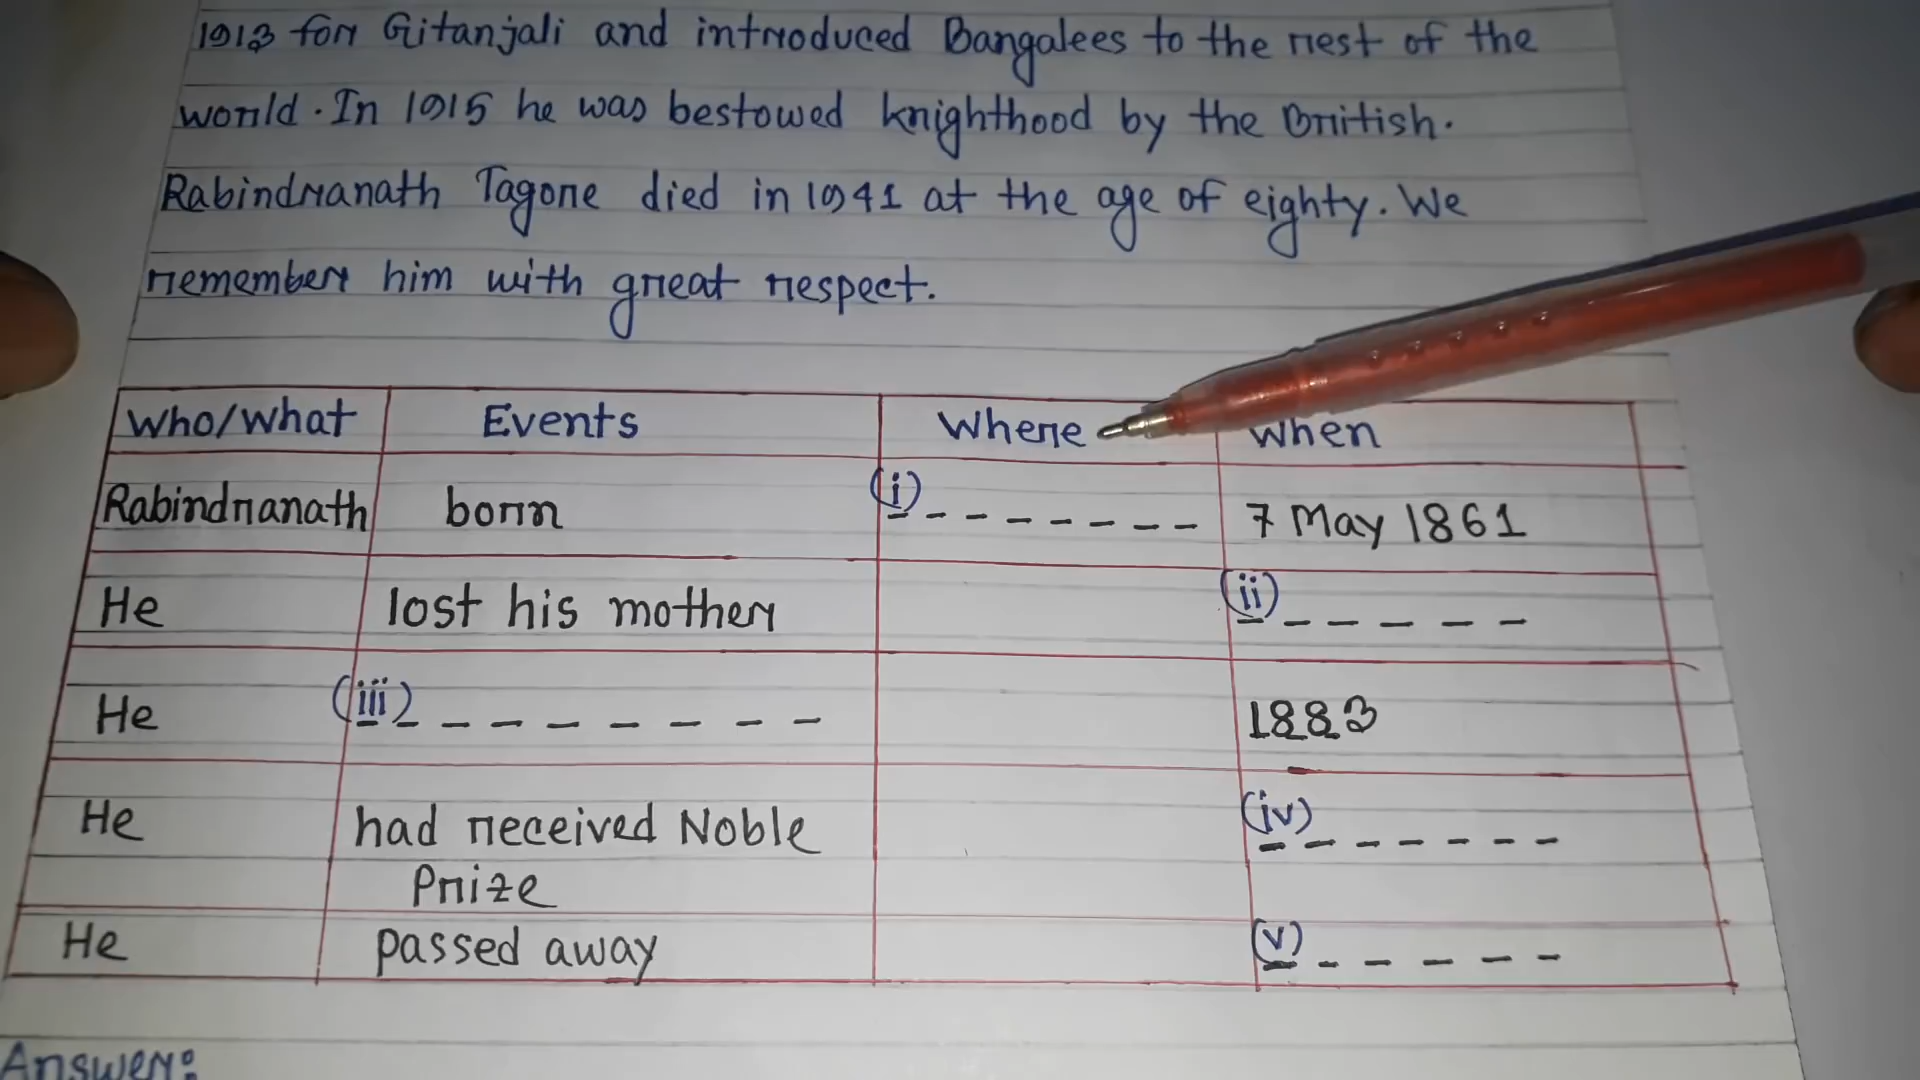 1913 for Gitanjali and introduced Bangalees to the rest of the
world. In 1915 he was bestowed knighthood by the British.
Rabindranath Tagore died in 1941 at the age of eighty. We
remember him with great respect.
Who/What Events Where When
Rabindranath born (i) _ _ _ _ _ _ _ _ 7 May 1861
He lost his mother (ii) _ _ _ _ _ _
He (iii) _ _ _ _ _ _ _ _ _ _ 1883
He had received Noble (iv) _ _ _ _ _ _ _
Prize
He passed away (v) _ _ _ _ _ _
Answer: